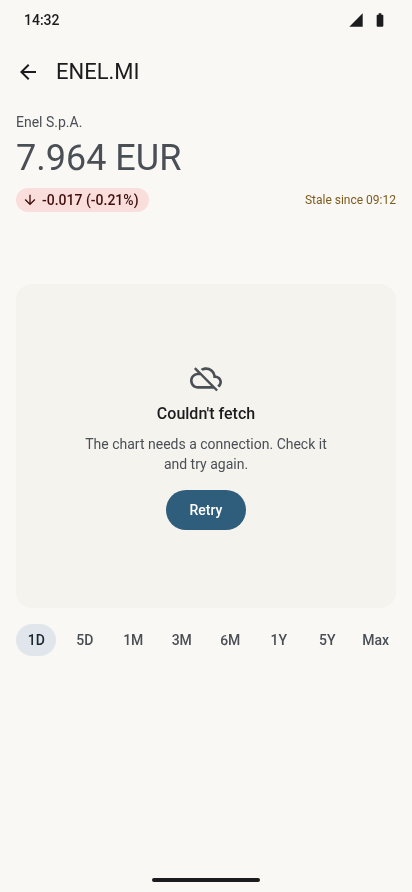 14:32
ENEL.MI
Enel S.p.A.
7.964 EUR
-0.017 (-0.21%)
Stale since 09:12
Couldn't fetch
The chart needs a connection. Check it
and try again.
Retry
1D 5D 1M 3M 6M 1Y 5Y Max